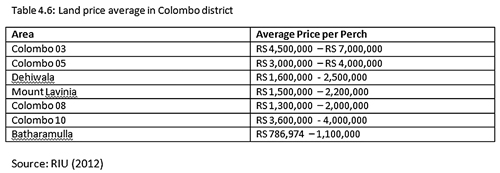 Table 4.6: Land price average in Colombo district
Area Average Price per Perch
Colombo 03 RS 4,500,000 – RS 7,000,000
Colombo 05 RS 3,000,000 – RS 4,000,000
Dehiwala RS 1,600,000 - 2,500,000
Mount Lavinia RS 1,500,000 – 2,200,000
Colombo 08 RS 1,300,000 – 2,000,000
Colombo 10 RS 3,600,000 - 4,000,000
Batharamulla RS 786,974 – 1,100,000
Source: RIU (2012)